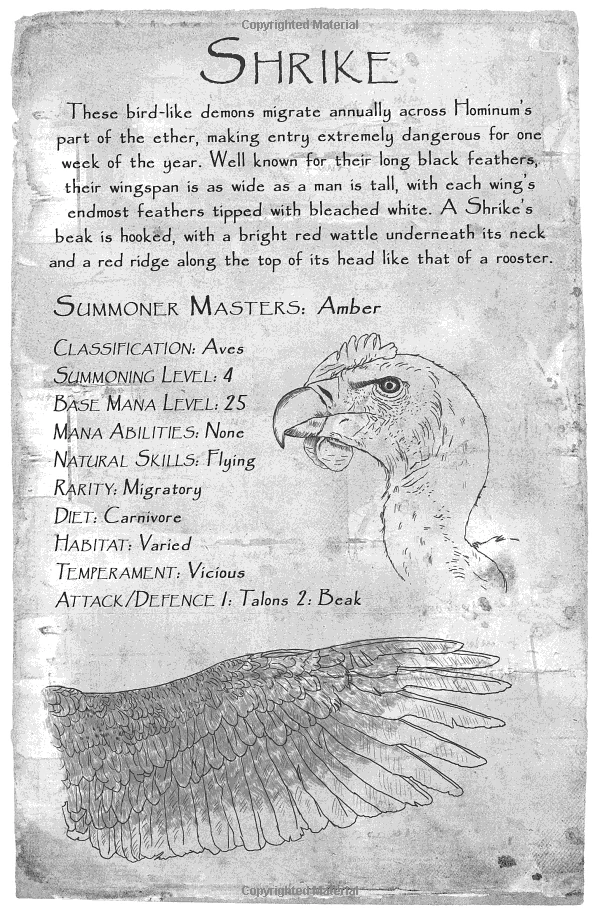 Copyrighted Material
SHRIKE
These bird-like demons migrate annually across Hominum's
part of the ether, making entry extremely dangerous for one
week of the year. Well known for their long black feathers,
their wingspan is as wide as a man is tall, with each wing's
endmost feathers tipped with bleached white. A Shrike's
beak is hooked, with a bright red wattle underneath its neck
and a red ridge along the top of its head like that of a rooster.
SUMMONER MASTERS: Amber
CLASSIFICATION: Aves
SUMMONING LEVEL: 4
BASE MANA LEVEL: 25
MANA ABILITIES: None
NATURAL SKILLS: Flying
RARITY: Migratory
DIET: Carnivore
HABITAT: Varied
TEMPERAMENT: Vicious
ATTACK/DEFENCE 1: Talons 2: Beak
Copyrighted Material